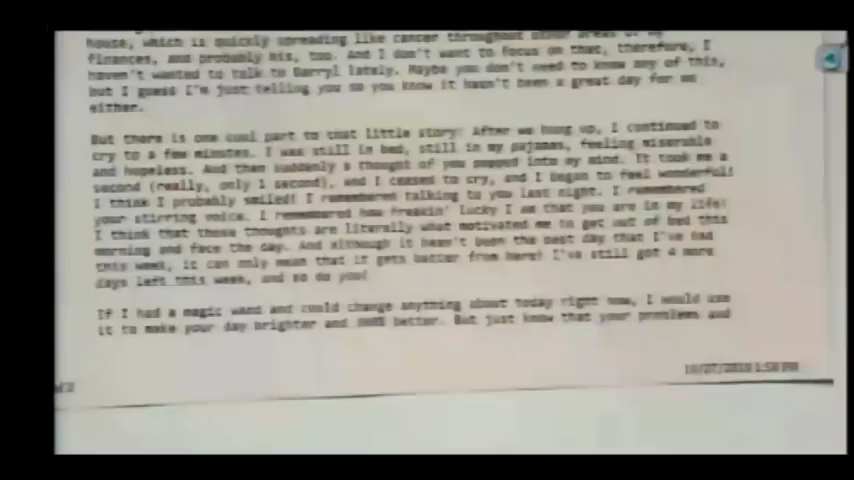 house, which is quickly spreading like cancer throughout other areas of my
finances, and probably his, too. And I don't want to focus on that, therefore, I
haven't wanted to talk to Darryl lately. Maybe you don't need to know any of this,
but I guess I'm just telling you so you know it hasn't been a great day for me
either.
But there is one cool part to that little story: After we hung up, I continued to
cry to a few minutes. I was still in bed, still in my pajamas, feeling miserable
and hopeless. And then suddenly a thought of you popped into my mind. It took me a
second (really, only 1 second), and I ceased to cry, and I began to feel wonderful!
I think I probably smiled! I remembered talking to you last night. I remembered
your stirring voice. I remembered how freakin' lucky I am that you are in my life!
I think that those thoughts are literally what motivated me to get out of bed this
morning and face the day. And although it hasn't been the best day that I've had
this week, it can only mean that it gets better from here! I've still got 4 more
days left this week, and so do you!
If I had a magic wand and could change anything about today right now, I would use
it to make your day brighter and better. But just know that your problems and
of 2
10/27/2010 1:58 PM